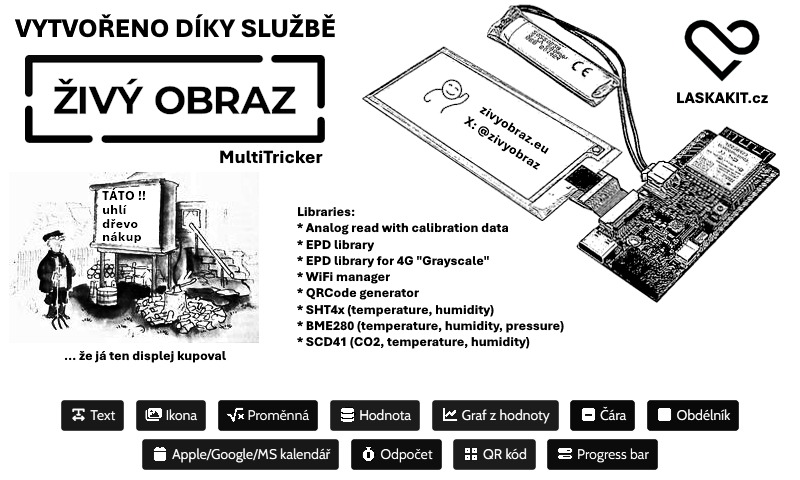 VYTVOŘENO DÍKY SLUŽBĚ
ŽIVÝ OBRAZ
MultiTricker
LASKAKIT.cz
zivyobraz.eu
X: @zivyobraz
TÁTO !!
uhlí
dřevo
nákup
... že já ten displej kupoval
Libraries:
* Analog read with calibration data
* EPD library
* EPD library for 4G "Grayscale"
* WiFi manager
* QRCode generator
* SHT4x (temperature, humidity)
* BME280 (temperature, humidity, pressure)
* SCD41 (CO2, temperature, humidity)
Text
Ikona
Proměnná
Hodnota
Graf z hodnoty
Čára
Obdélník
Apple/Google/MS kalendář
Odpočet
QR kód
Progress bar